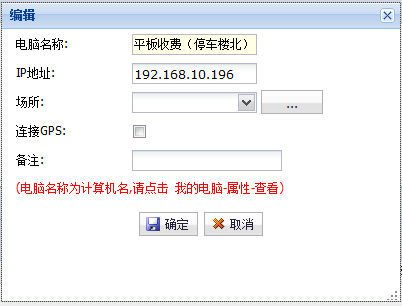 编辑
电脑名称: 平板收费（停车楼北）
IP地址: 192.168.10.196
场所: ...
连接GPS:
备注:
(电脑名称为计算机名,请点击 我的电脑-属性-查看)
确定 取消